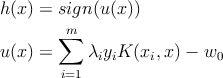 h(x) = sign(u(x))
u(x) = \sum_{i=1}^{m} \lambda_i y_i K(x_i, x) - w_0